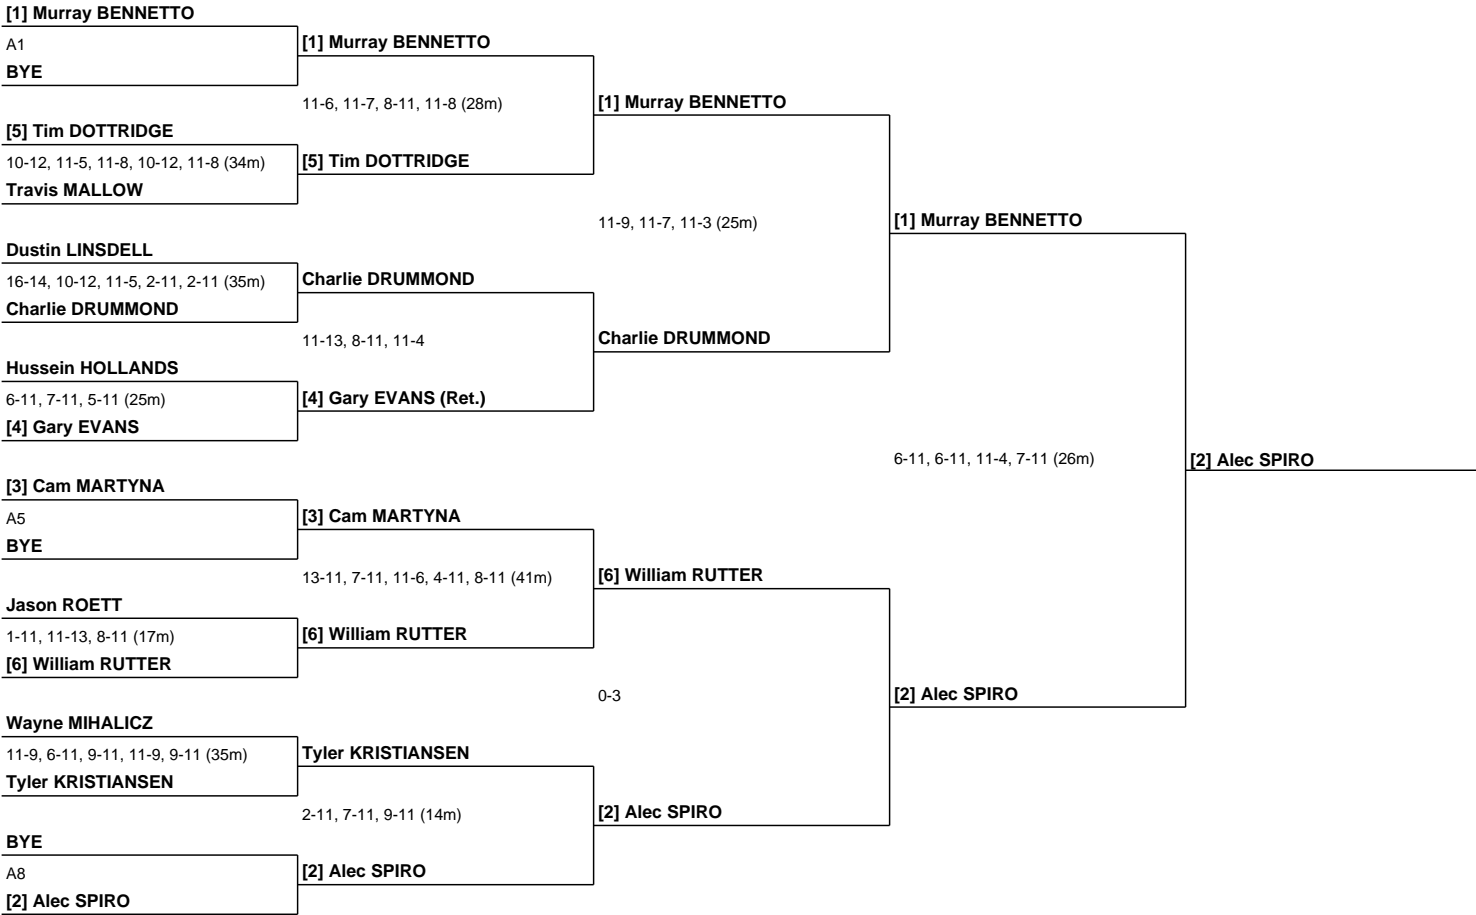 [1] Murray BENNETTO
A1
BYE
[5] Tim DOTTRIDGE
10-12, 11-5, 11-8, 10-12, 11-8 (34m)
Travis MALLOW
Dustin LINSDELL
16-14, 10-12, 11-5, 2-11, 2-11 (35m)
Charlie DRUMMOND
Hussein HOLLANDS
6-11, 7-11, 5-11 (25m)
[4] Gary EVANS
[3] Cam MARTYNA
A5
BYE
Jason ROETT
1-11, 11-13, 8-11 (17m)
[6] William RUTTER
Wayne MIHALICZ
11-9, 6-11, 9-11, 11-9, 9-11 (35m)
Tyler KRISTIANSEN
BYE
A8
[2] Alec SPIRO
[1] Murray BENNETTO
11-6, 11-7, 8-11, 11-8 (28m)
[5] Tim DOTTRIDGE
Charlie DRUMMOND
11-13, 8-11, 11-4
[4] Gary EVANS (Ret.)
[3] Cam MARTYNA
13-11, 7-11, 11-6, 4-11, 8-11 (41m)
[6] William RUTTER
Tyler KRISTIANSEN
2-11, 7-11, 9-11 (14m)
[2] Alec SPIRO
[1] Murray BENNETTO
11-9, 11-7, 11-3 (25m)
Charlie DRUMMOND
[6] William RUTTER
0-3
[2] Alec SPIRO
[1] Murray BENNETTO
6-11, 6-11, 11-4, 7-11 (26m)
[2] Alec SPIRO
[2] Alec SPIRO